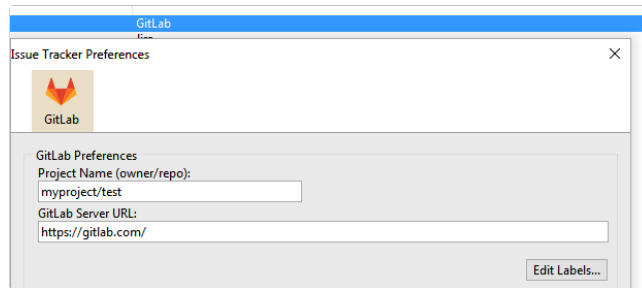 GitLab
Issue Tracker Preferences
GitLab
GitLab Preferences
Project Name (owner/repo):
myproject/test
GitLab Server URL:
https://gitlab.com/
Edit Labels...